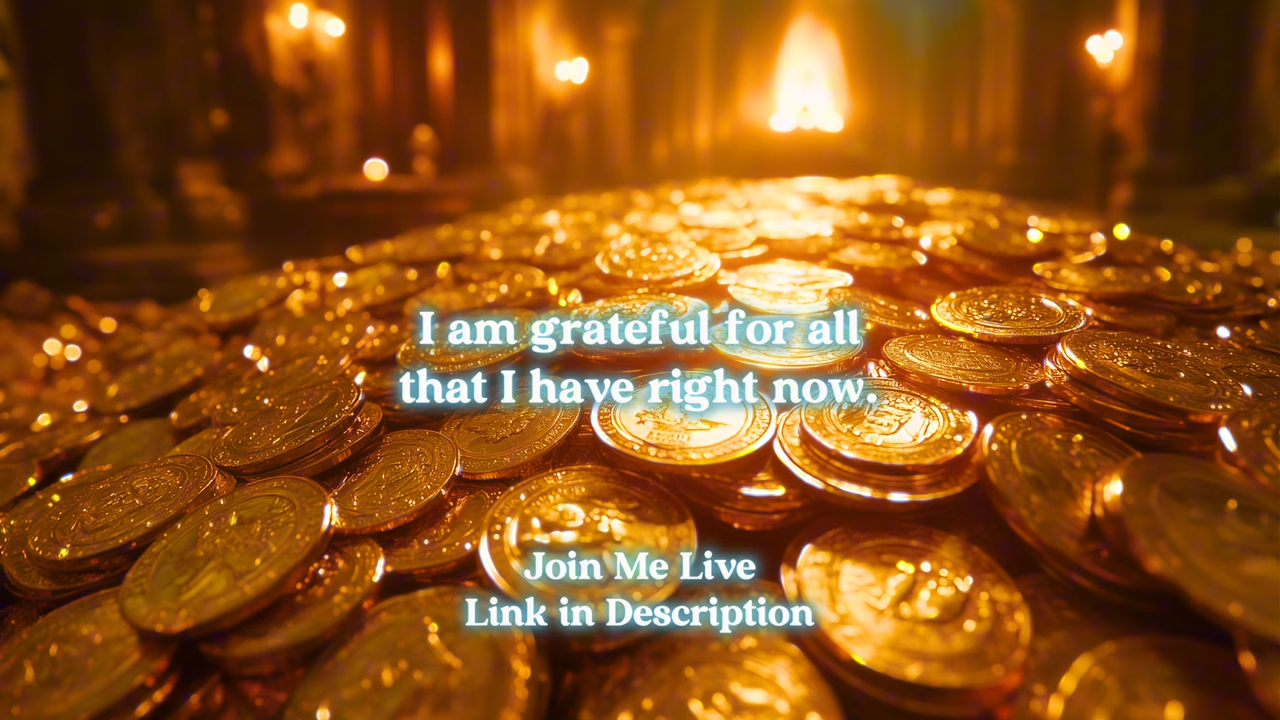 I am grateful for all
that I have right now.
Join Me Live
Link in Description